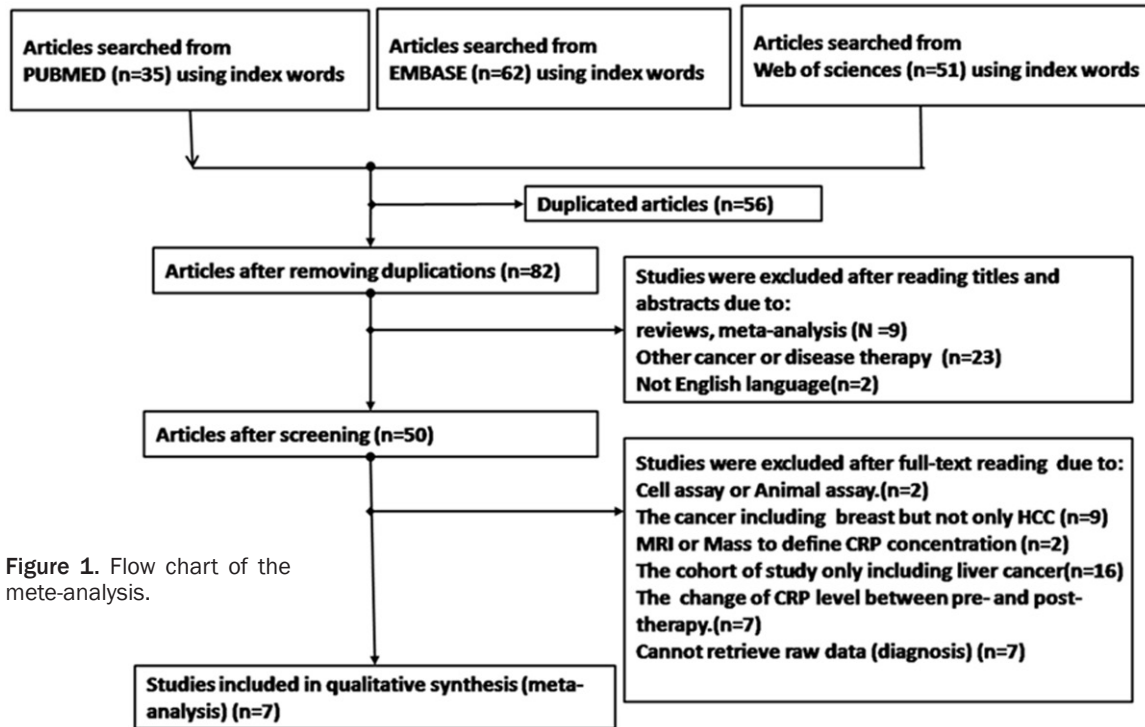 Articles searched from
PUBMED (n=35) using index words
Articles searched from
EMBASE (n=62) using index words
Articles searched from
Web of sciences (n=51) using index words
Duplicated articles (n=56)
Articles after removing duplications (n=82)
Studies were excluded after reading titles and
abstracts due to:
reviews, meta-analysis (N =9)
Other cancer or disease therapy (n=23)
Not English language(n=2)
Articles after screening (n=50)
Studies were excluded after full-text reading due to:
Cell assay or Animal assay.(n=2)
The cancer including breast but not only HCC (n=9)
MRI or Mass to define CRP concentration (n=2)
The cohort of study only including liver cancer(n=16)
The change of CRP level between pre- and post-
therapy.(n=7)
Cannot retrieve raw data (diagnosis) (n=7)
Figure 1. Flow chart of the
mete-analysis.
Studies included in qualitative synthesis (meta-
analysis) (n=7)